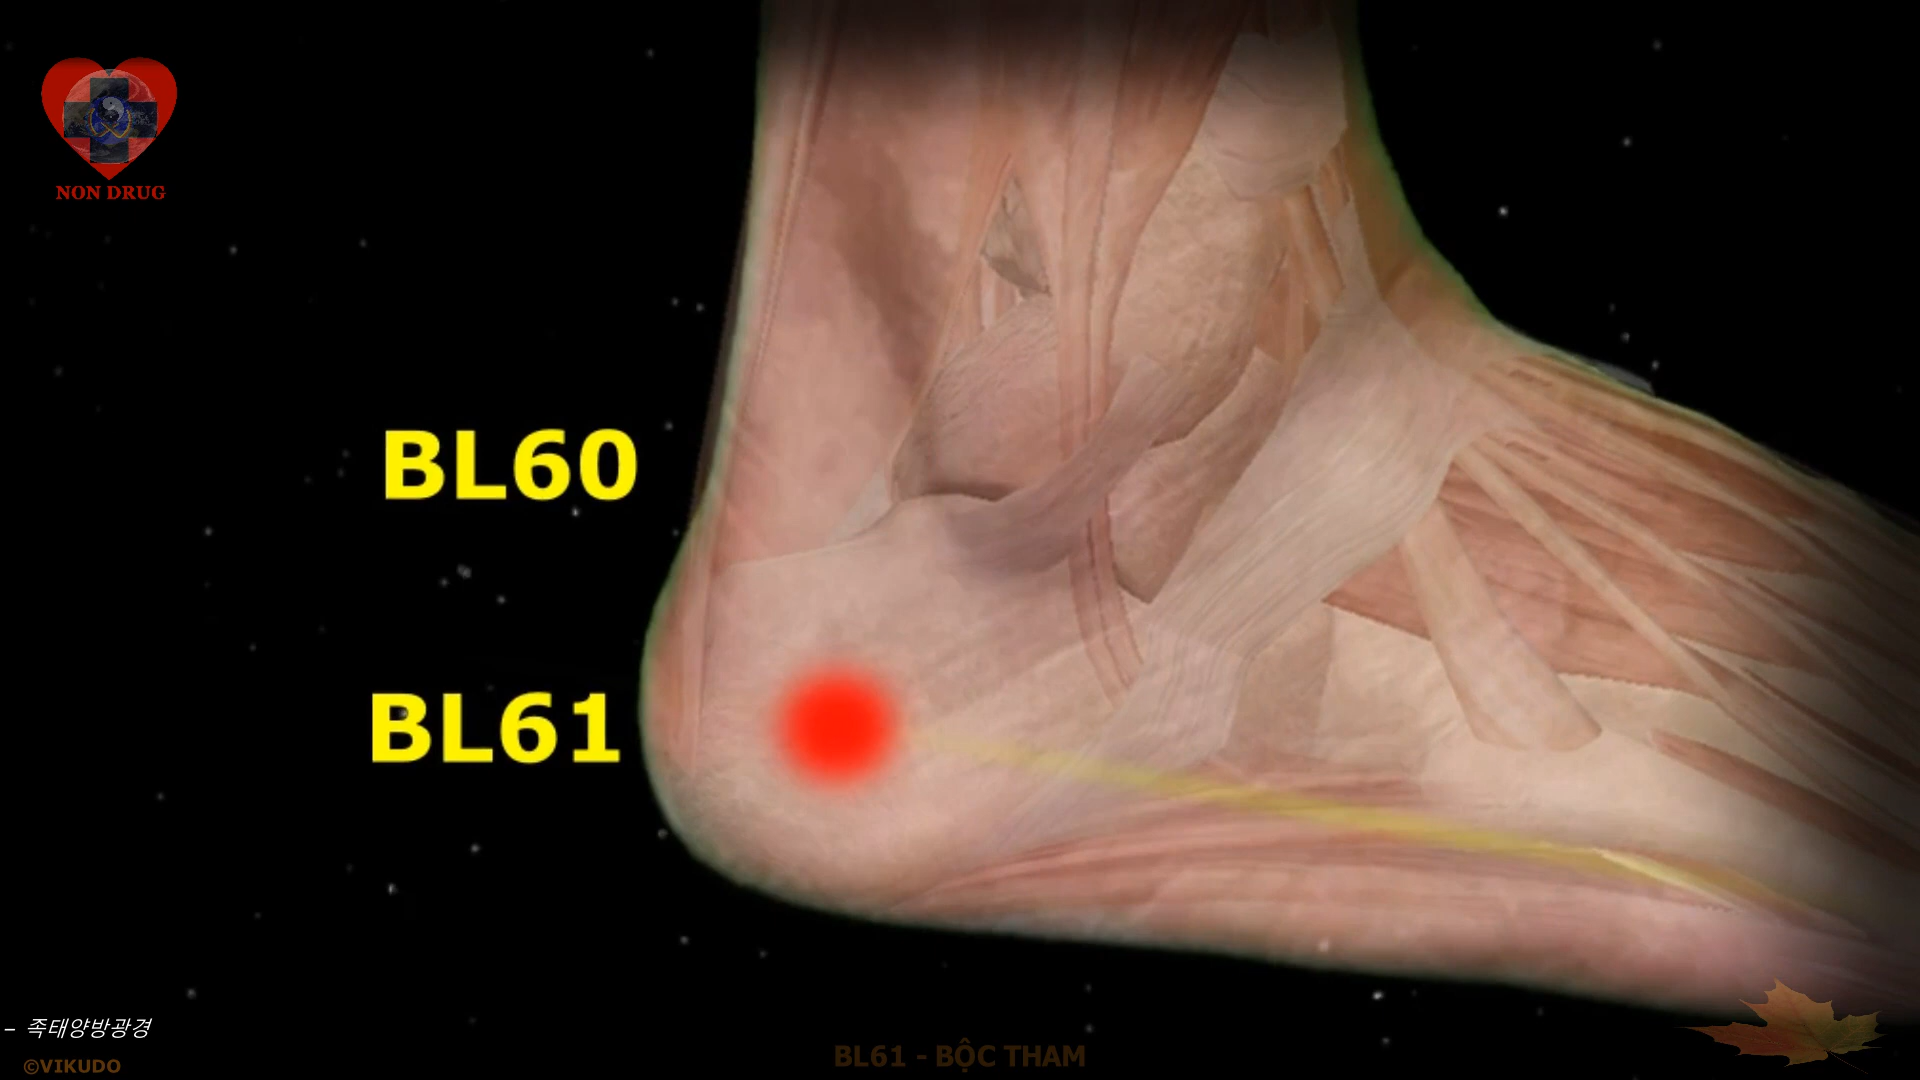 NON DRUG
BL60
BL61
– 족태양방광경
©VIKUDO
BL61 - BỘC THAM